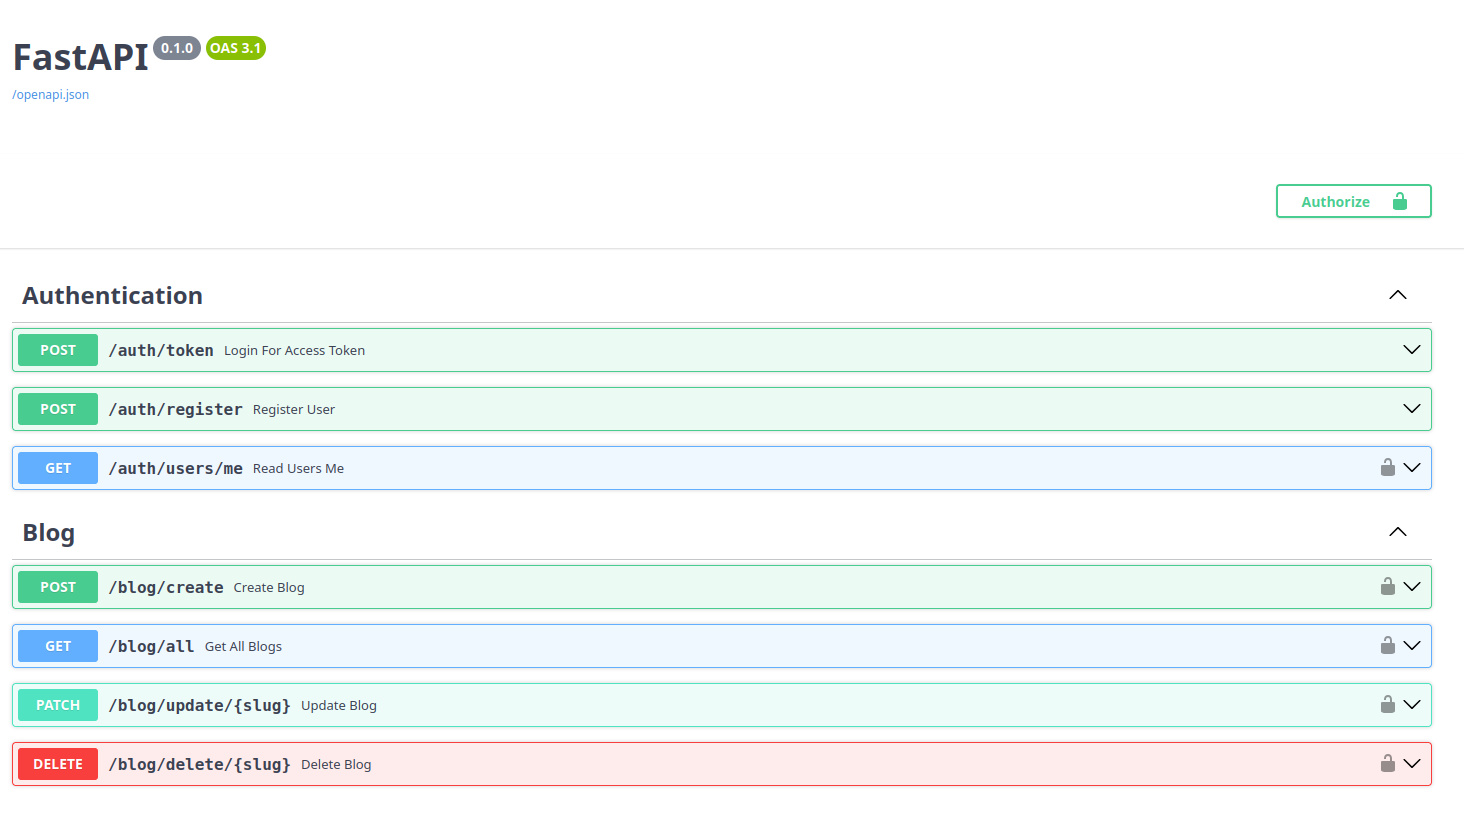 FastAPI 0.1.0 OAS 3.1
/openapi.json
Authorize
Authentication
POST /auth/token Login For Access Token
POST /auth/register Register User
GET /auth/users/me Read Users Me
Blog
POST /blog/create Create Blog
GET /blog/all Get All Blogs
PATCH /blog/update/{slug} Update Blog
DELETE /blog/delete/{slug} Delete Blog